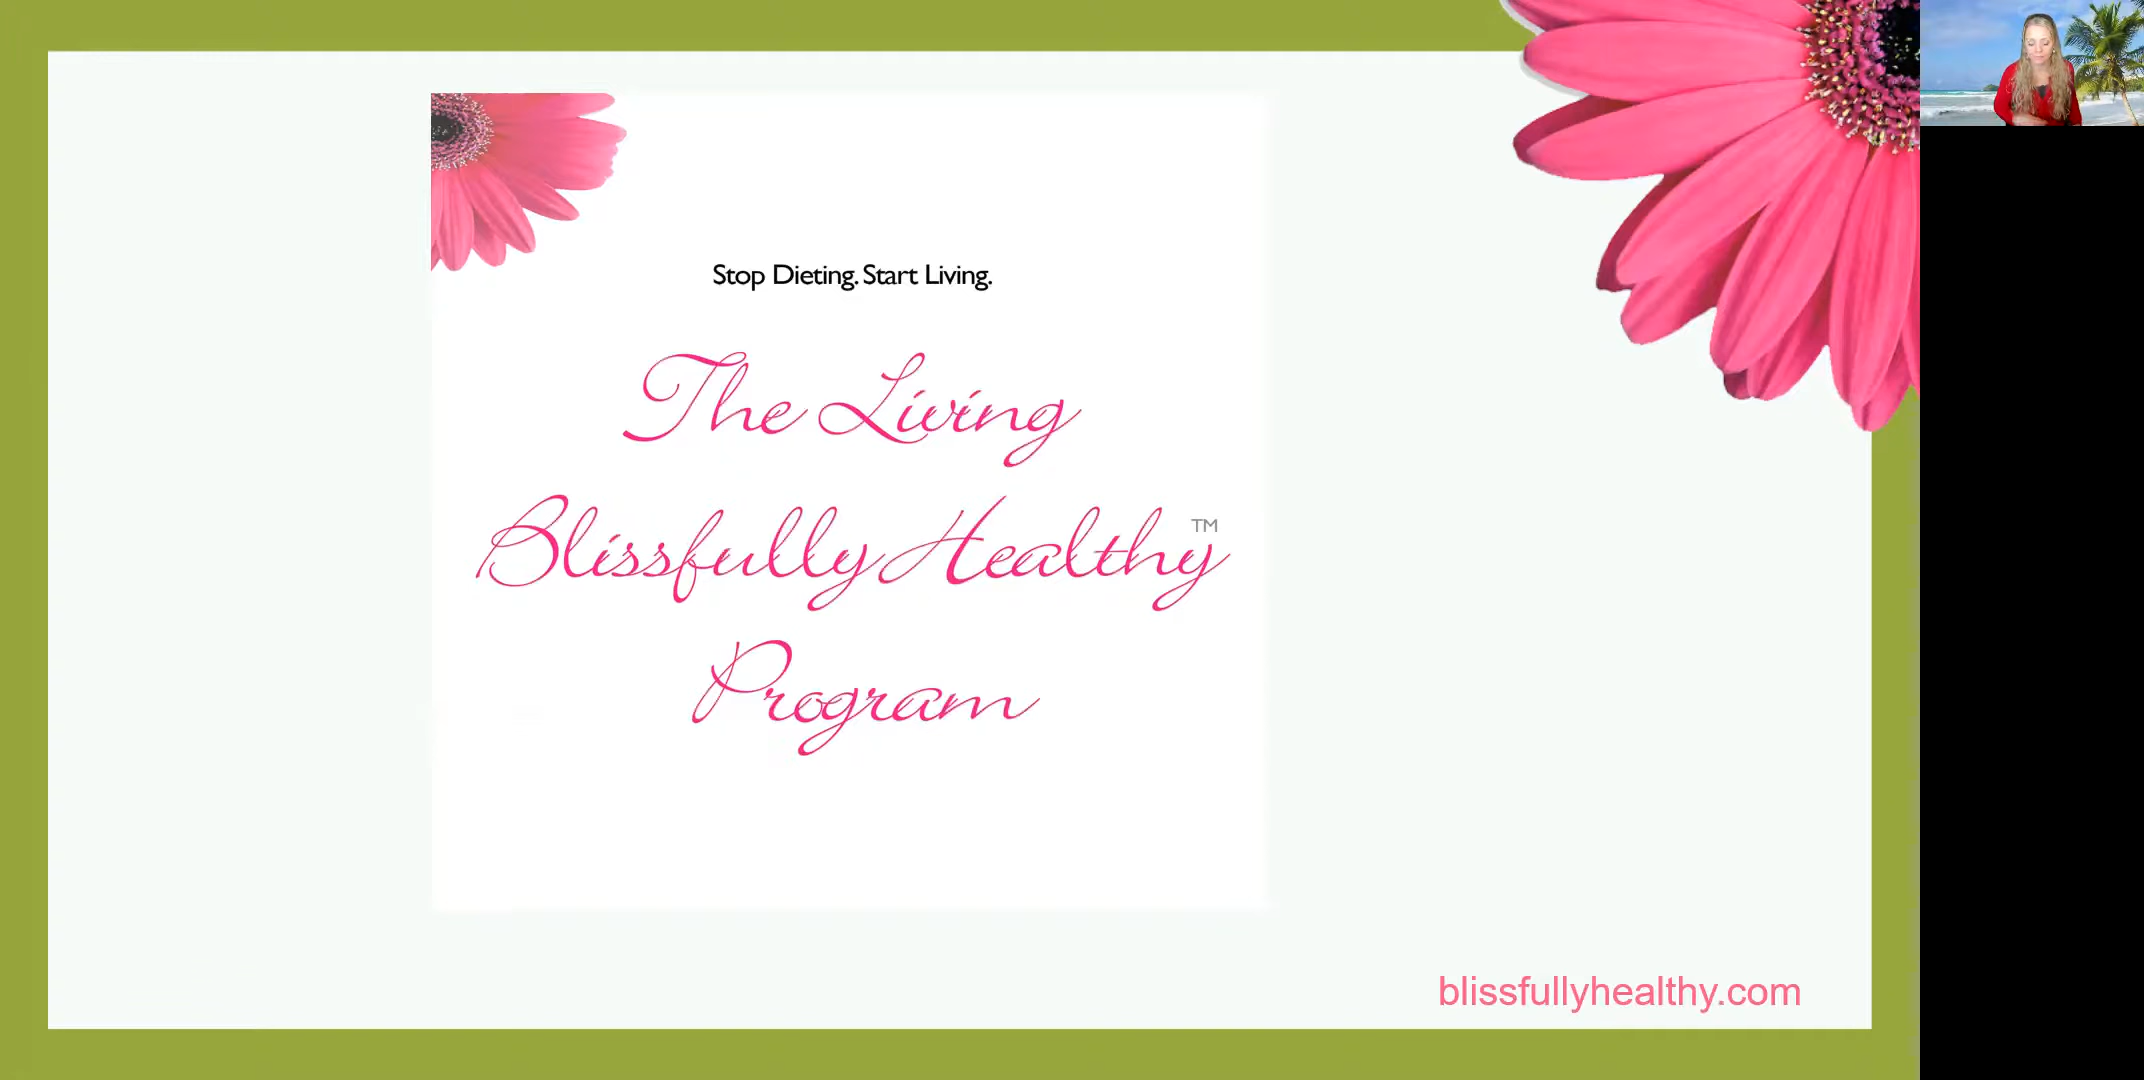 Stop Dieting. Start Living.
The Living
Blissfully Healthy™
Program
blissfullyhealthy.com